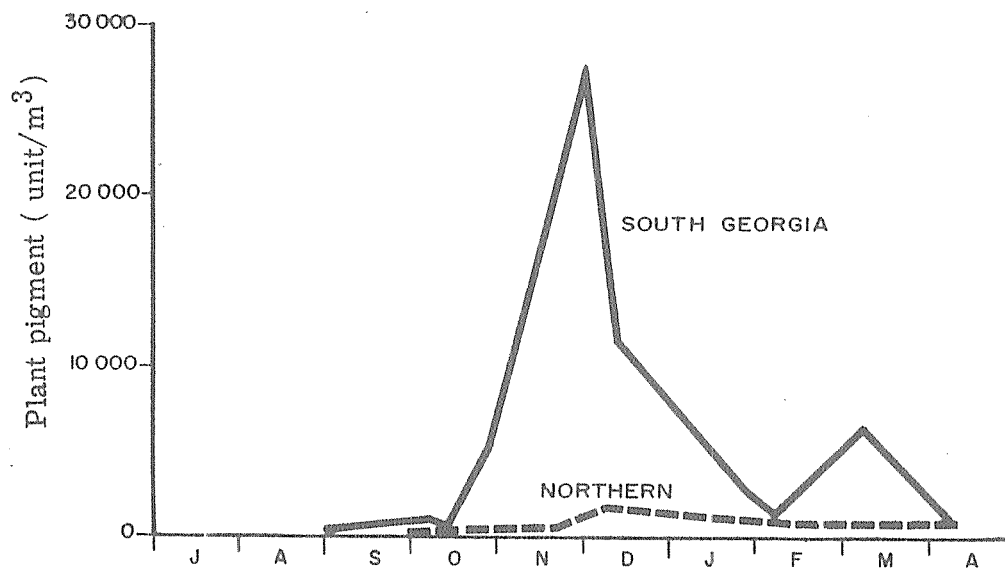 30 000
20 000
10 000
0
Plant pigment ( unit/m³ )
SOUTH GEORGIA
NORTHERN
J A S O N D J F M A